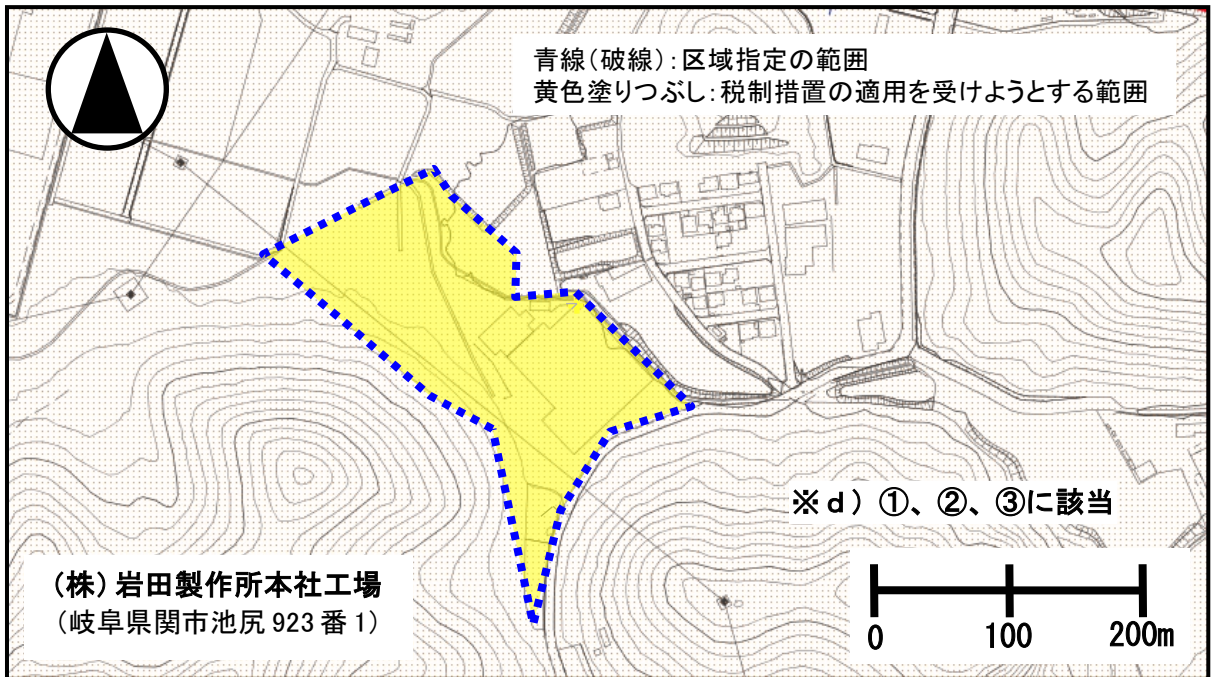 青線(破線):区域指定の範囲
黄色塗りつぶし:税制措置の適用を受けようとする範囲
※d) ①、②、③に該当
(株)岩田製作所本社工場
(岐阜県関市池尻 923 番 1)
0 100 200m